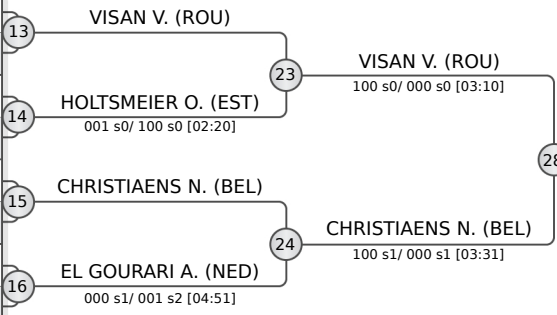 13
VISAN V. (ROU)
23
VISAN V. (ROU)
100 s0/ 000 s0 [03:10]
14
HOLTSMEIER O. (EST)
001 s0/ 100 s0 [02:20]
28
15
CHRISTIAENS N. (BEL)
24
CHRISTIAENS N. (BEL)
100 s1/ 000 s1 [03:31]
16
EL GOURARI A. (NED)
000 s1/ 001 s2 [04:51]